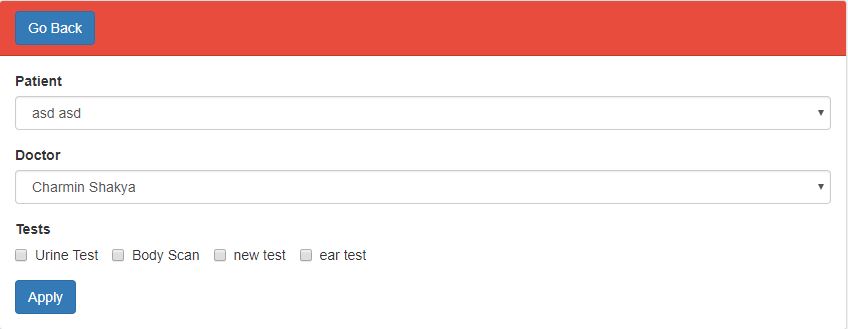 Go Back
Patient
asd asd
Doctor
Charmin Shakya
Tests
Urine Test Body Scan new test ear test
Apply